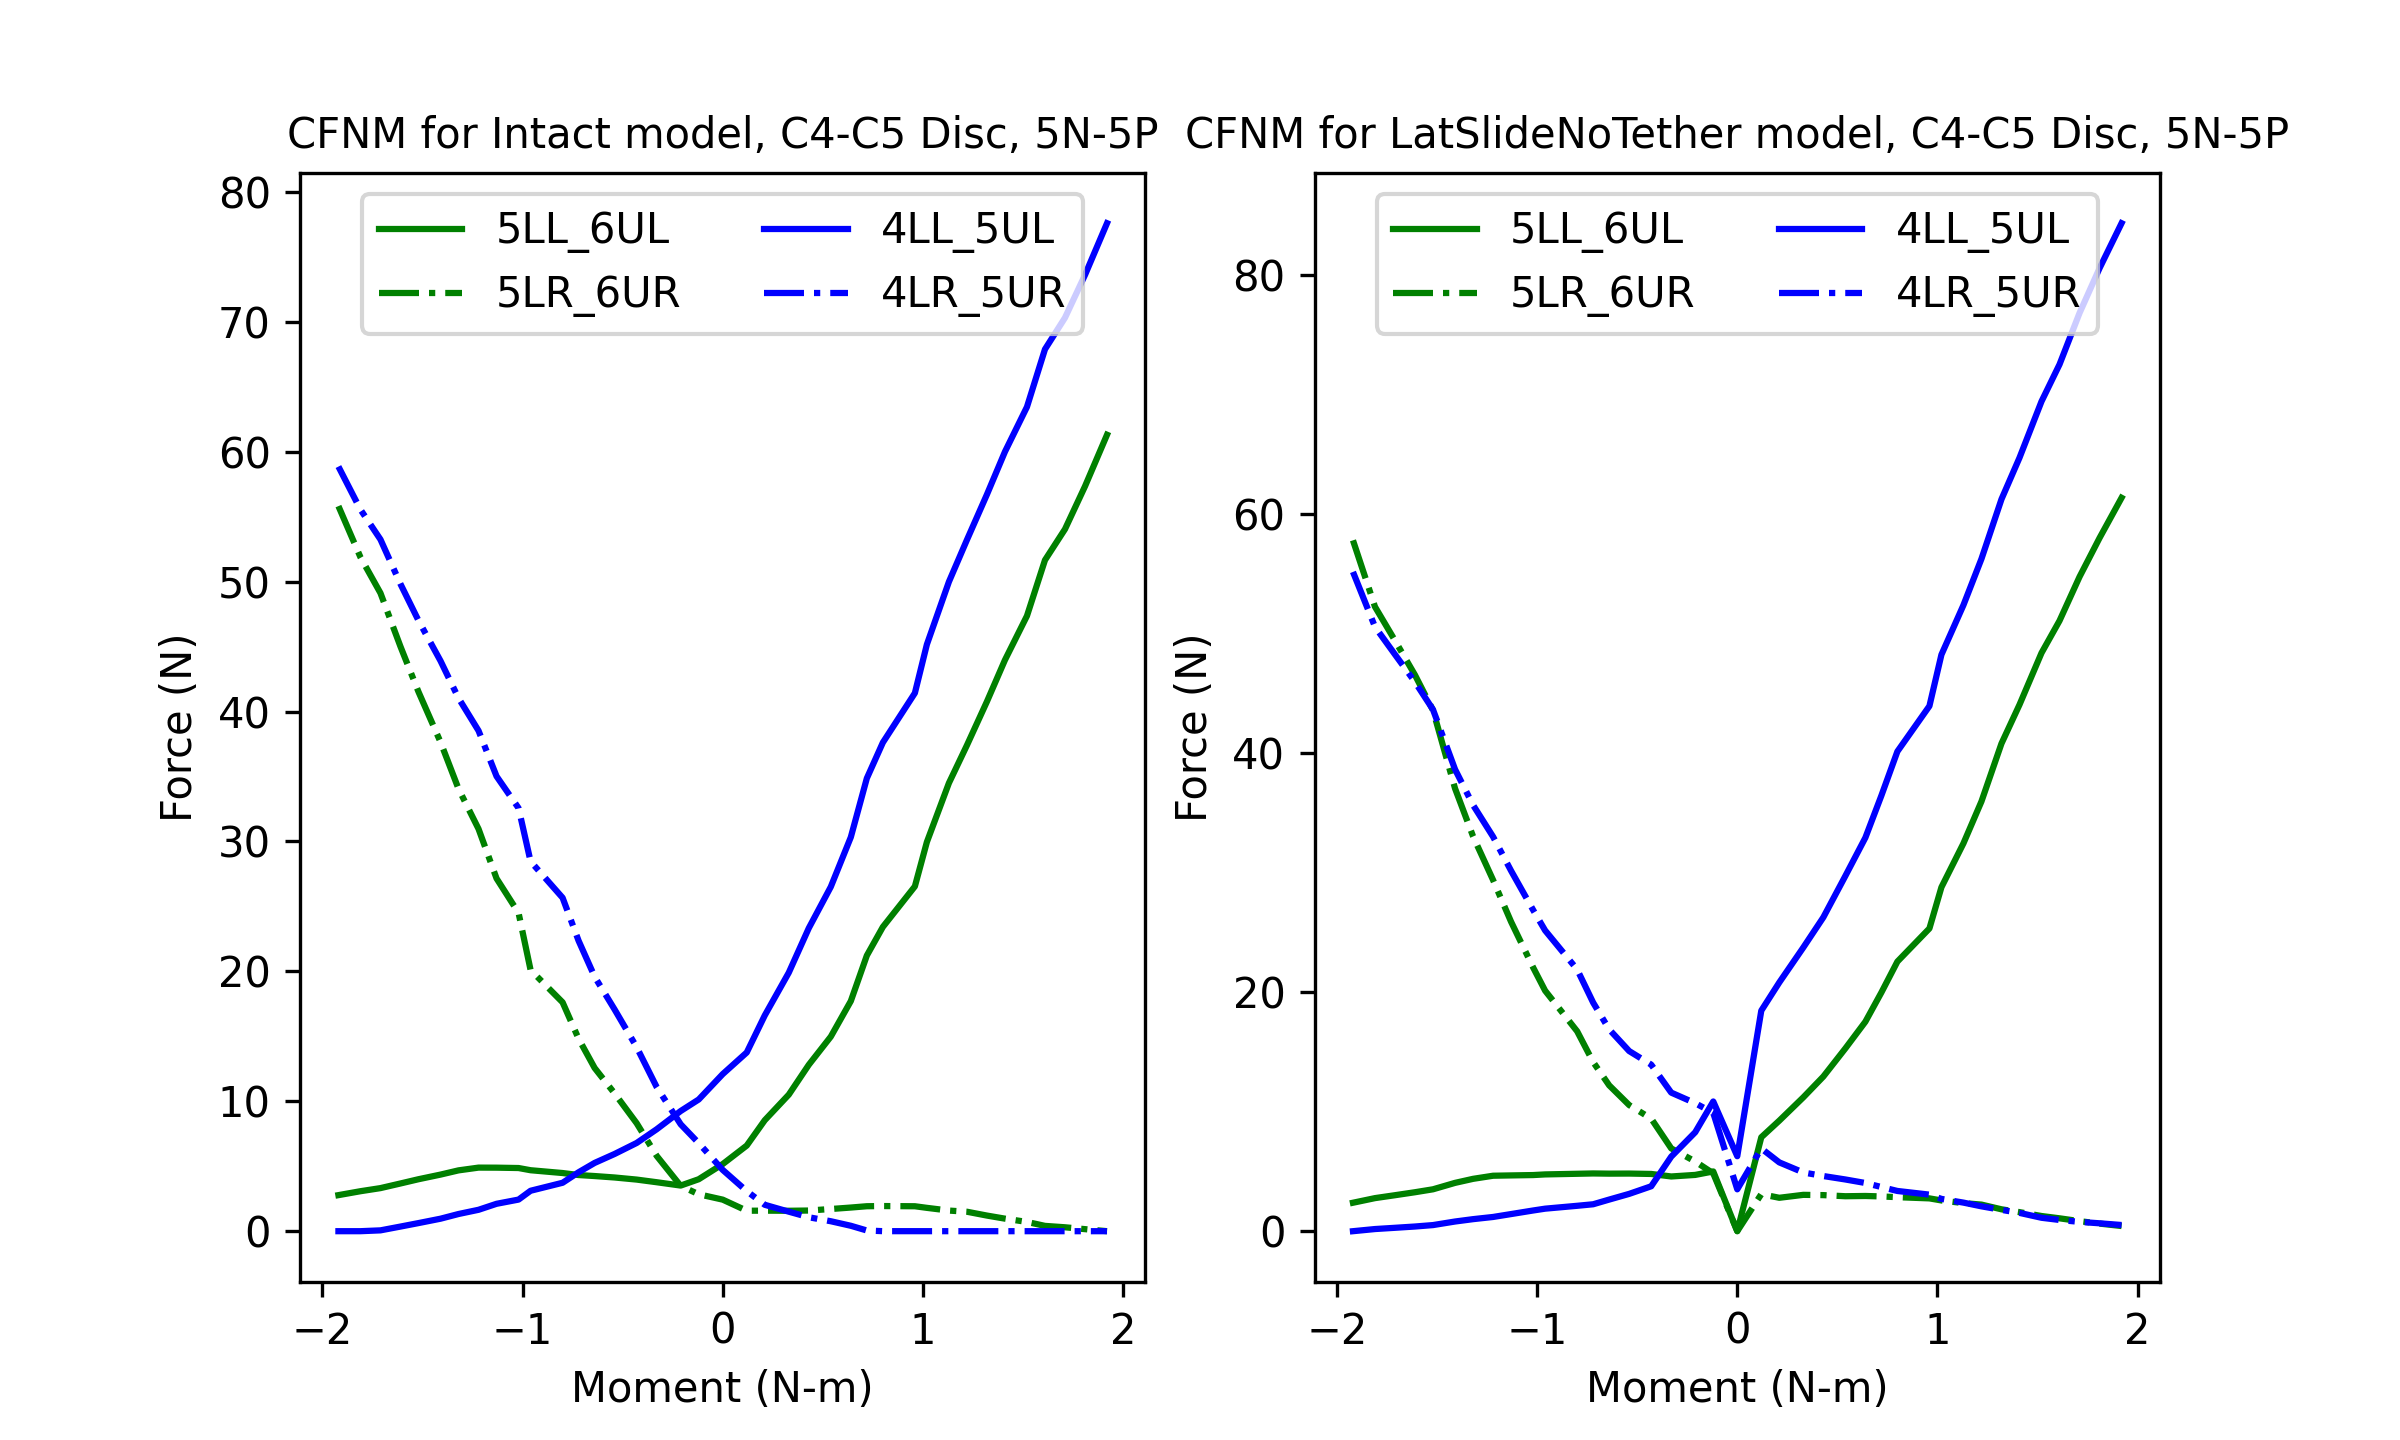 CFNM for Intact model, C4-C5 Disc, 5N-5P
80
70
60
50
40
30
20
10
0
Force (N)
5LL_6UL
5LR_6UR
4LL_5UL
4LR_5UR
−2
−1
0
1
2
Moment (N-m)
CFNM for LatSlideNoTether model, C4-C5 Disc, 5N-5P
80
60
40
20
0
Force (N)
5LL_6UL
5LR_6UR
4LL_5UL
4LR_5UR
−2
−1
0
1
2
Moment (N-m)